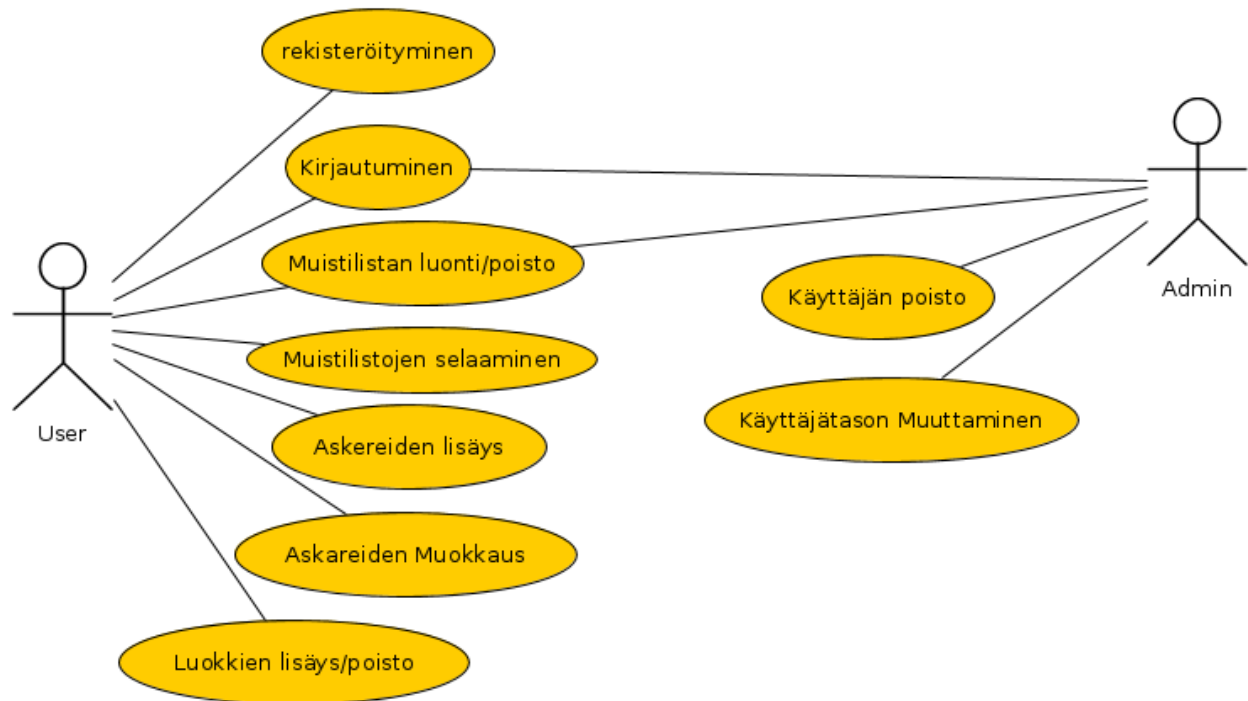 rekisteröityminen
Kirjautuminen
Muistilistan luonti/poisto
Käyttäjän poisto
Admin
Muistilistojen selaaminen
User
Askereiden lisäys
Käyttäjätason Muuttaminen
Askareiden Muokkaus
Luokkien lisäys/poisto